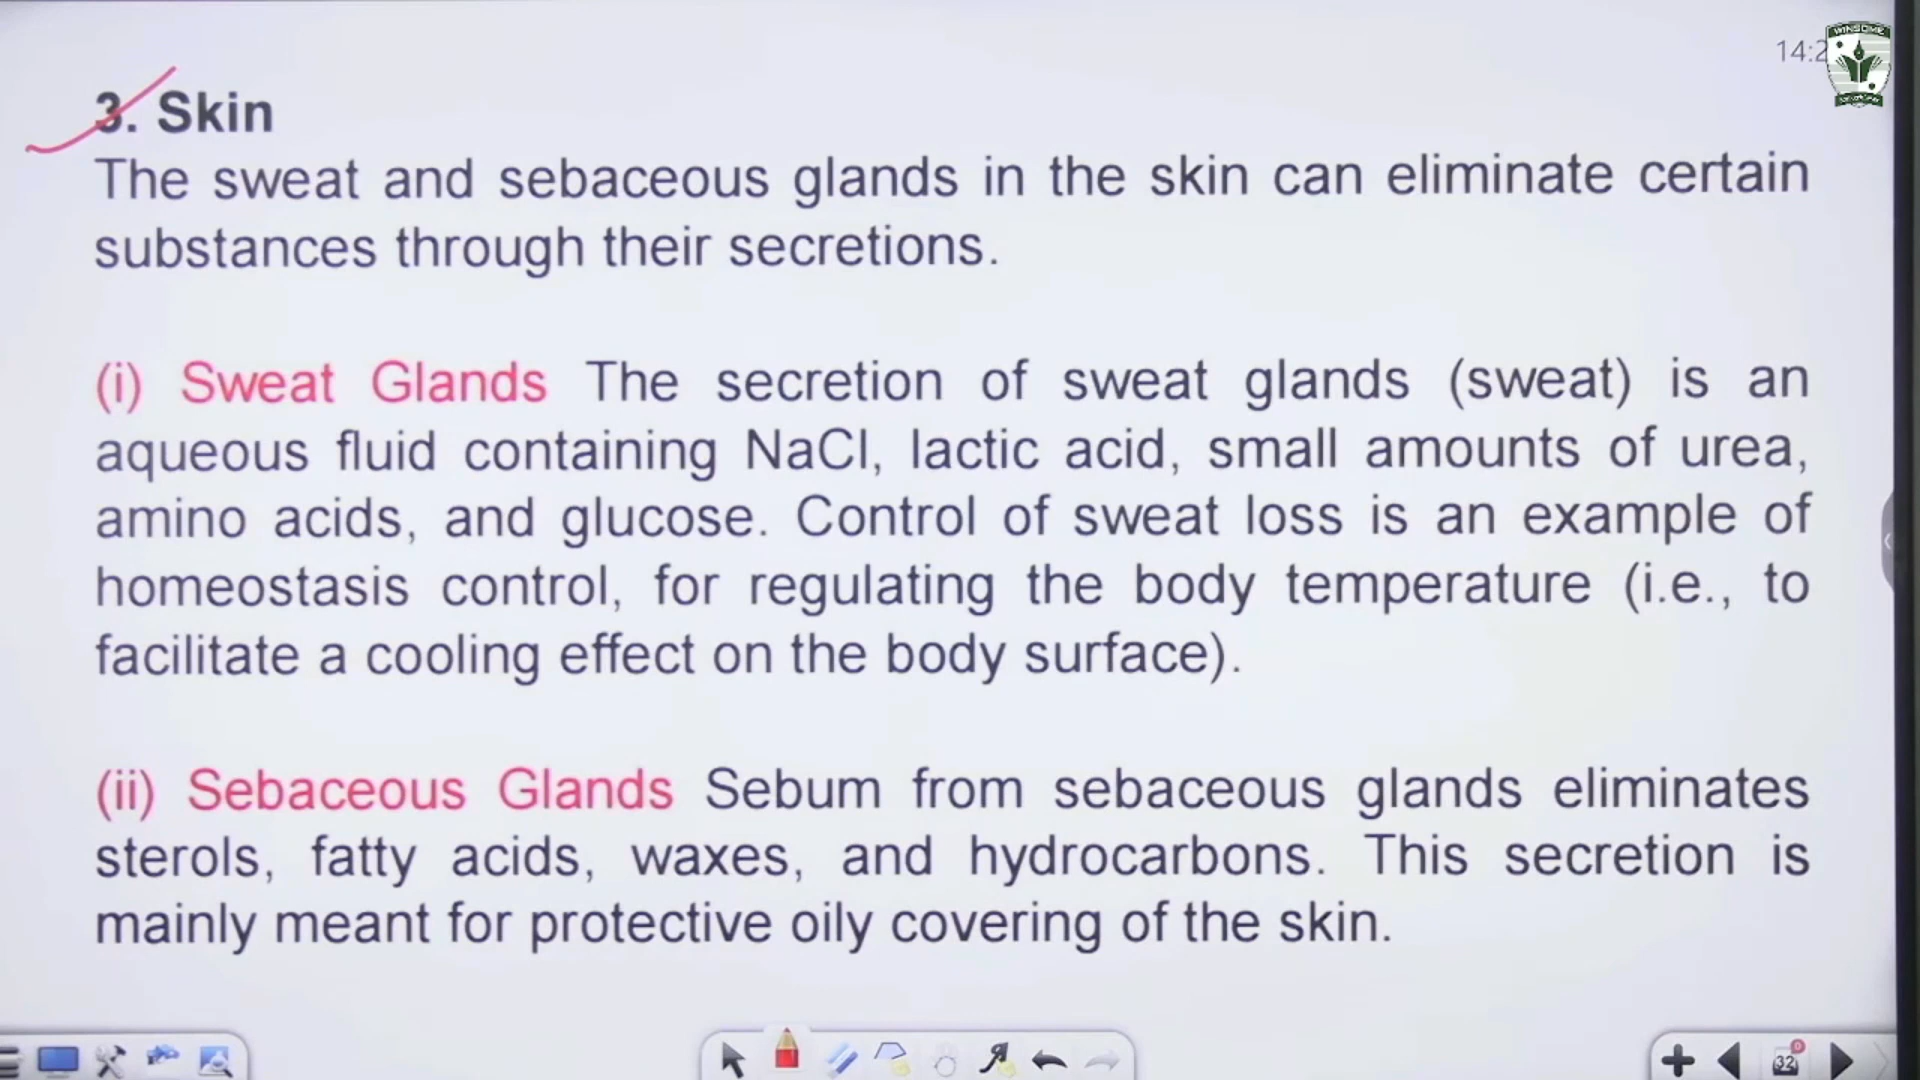 14:2
WINSOME
3. Skin
The sweat and sebaceous glands in the skin can eliminate certain
substances through their secretions.
(i) Sweat Glands The secretion of sweat glands (sweat) is an
aqueous fluid containing NaCl, lactic acid, small amounts of urea,
amino acids, and glucose. Control of sweat loss is an example of
homeostasis control, for regulating the body temperature (i.e., to
facilitate a cooling effect on the body surface).
(ii) Sebaceous Glands Sebum from sebaceous glands eliminates
sterols, fatty acids, waxes, and hydrocarbons. This secretion is
mainly meant for protective oily covering of the skin.
32